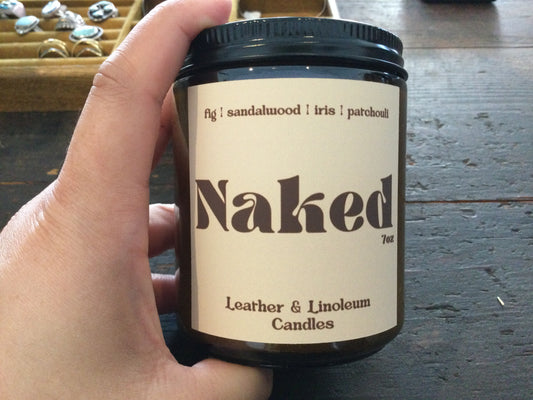 fig | sandalwood | iris | patchouli
Naked
7oz
Leather & Linoleum
Candles